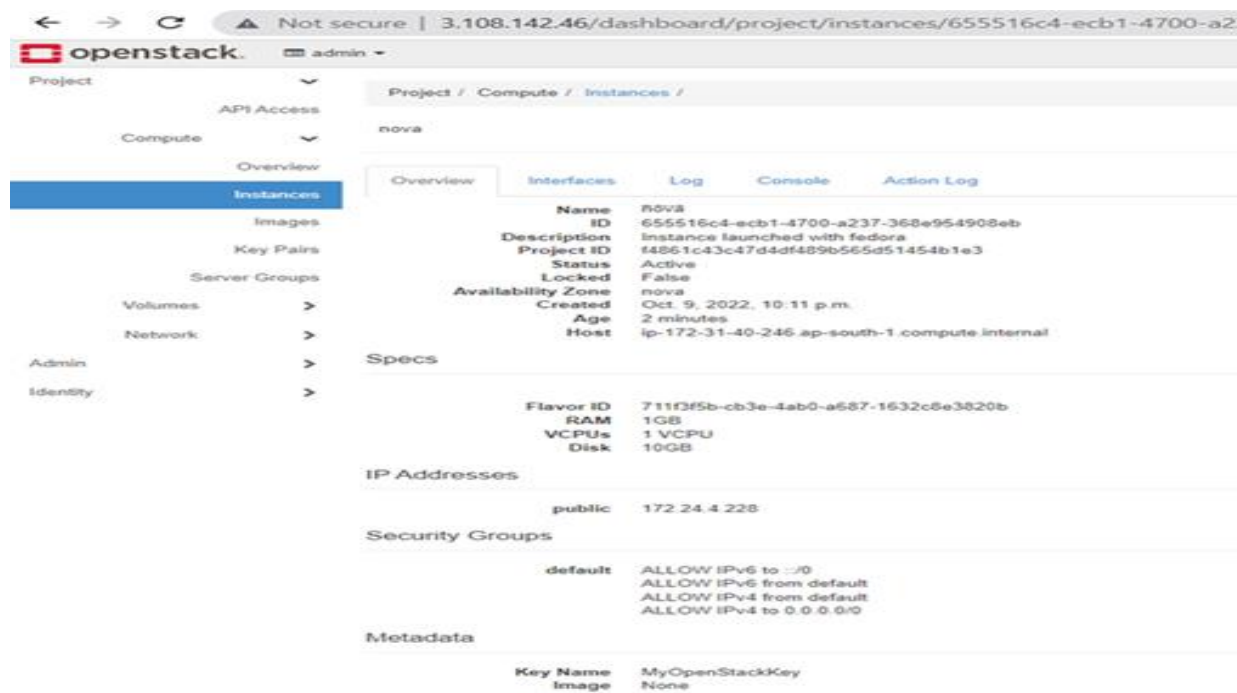 Not secure | 3.108.142.46/dashboard/project/instances/655516c4-ecb1-4700-a2
openstack. admin
Project
API Access
Compute
Overview
Instances
Images
Key Pairs
Server Groups
Volumes
Network
Admin
Identity
Project / Compute / Instances /
nova
Overview Interfaces Log Console Action Log
Name nova
ID 655516c4-ecb1-4700-a237-368e954908eb
Description Instance launched with fedora
Project ID f4861c43c47d4df489b565d51454b1e3
Status Active
Locked False
Availability Zone nova
Created Oct. 9, 2022, 10:11 p.m.
Age 2 minutes
Host ip-172-31-40-246.ap-south-1.compute.internal
Specs
Flavor ID 711f3f5b-cb3e-4ab0-a687-1632c8e3820b
RAM 1GB
VCPUs 1 VCPU
Disk 10GB
IP Addresses
public 172.24.4.228
Security Groups
default ALLOW IPv6 to ::/0
ALLOW IPv6 from default
ALLOW IPv4 from default
ALLOW IPv4 to 0.0.0.0/0
Metadata
Key Name MyOpenStackKey
Image None